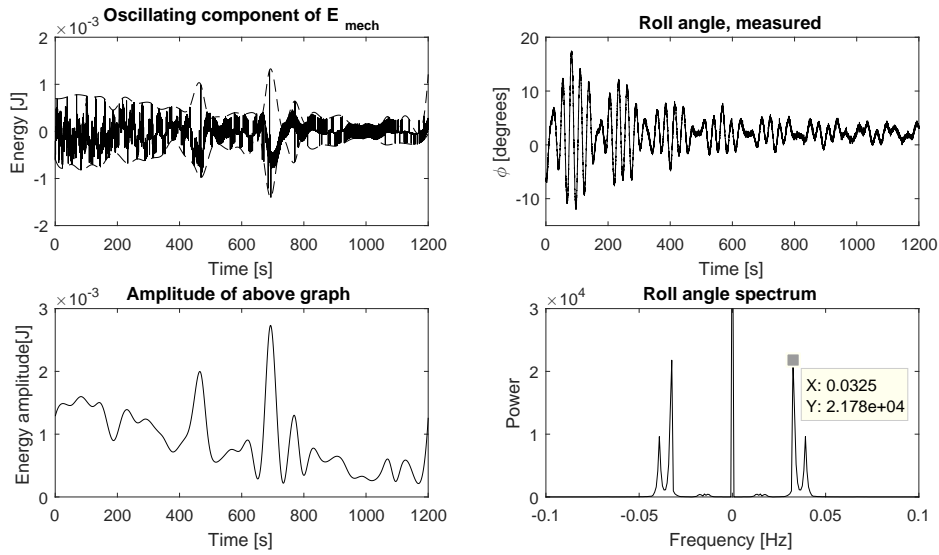 Oscillating component of E mech
×10-3
2
1
0
-1
-2
Energy [J]
0 200 400 600 800 1000 1200
Time [s]
Roll angle, measured
20
10
0
-10
ϕ [degrees]
0 200 400 600 800 1000 1200
Time [s]
Amplitude of above graph
×10-3
3
2
1
0
Energy amplitude[J]
0 200 400 600 800 1000 1200
Time [s]
Roll angle spectrum
×104
3
2
1
0
Power
X: 0.0325
Y: 2.178e+04
-0.1 -0.05 0 0.05 0.1
Frequency [Hz]